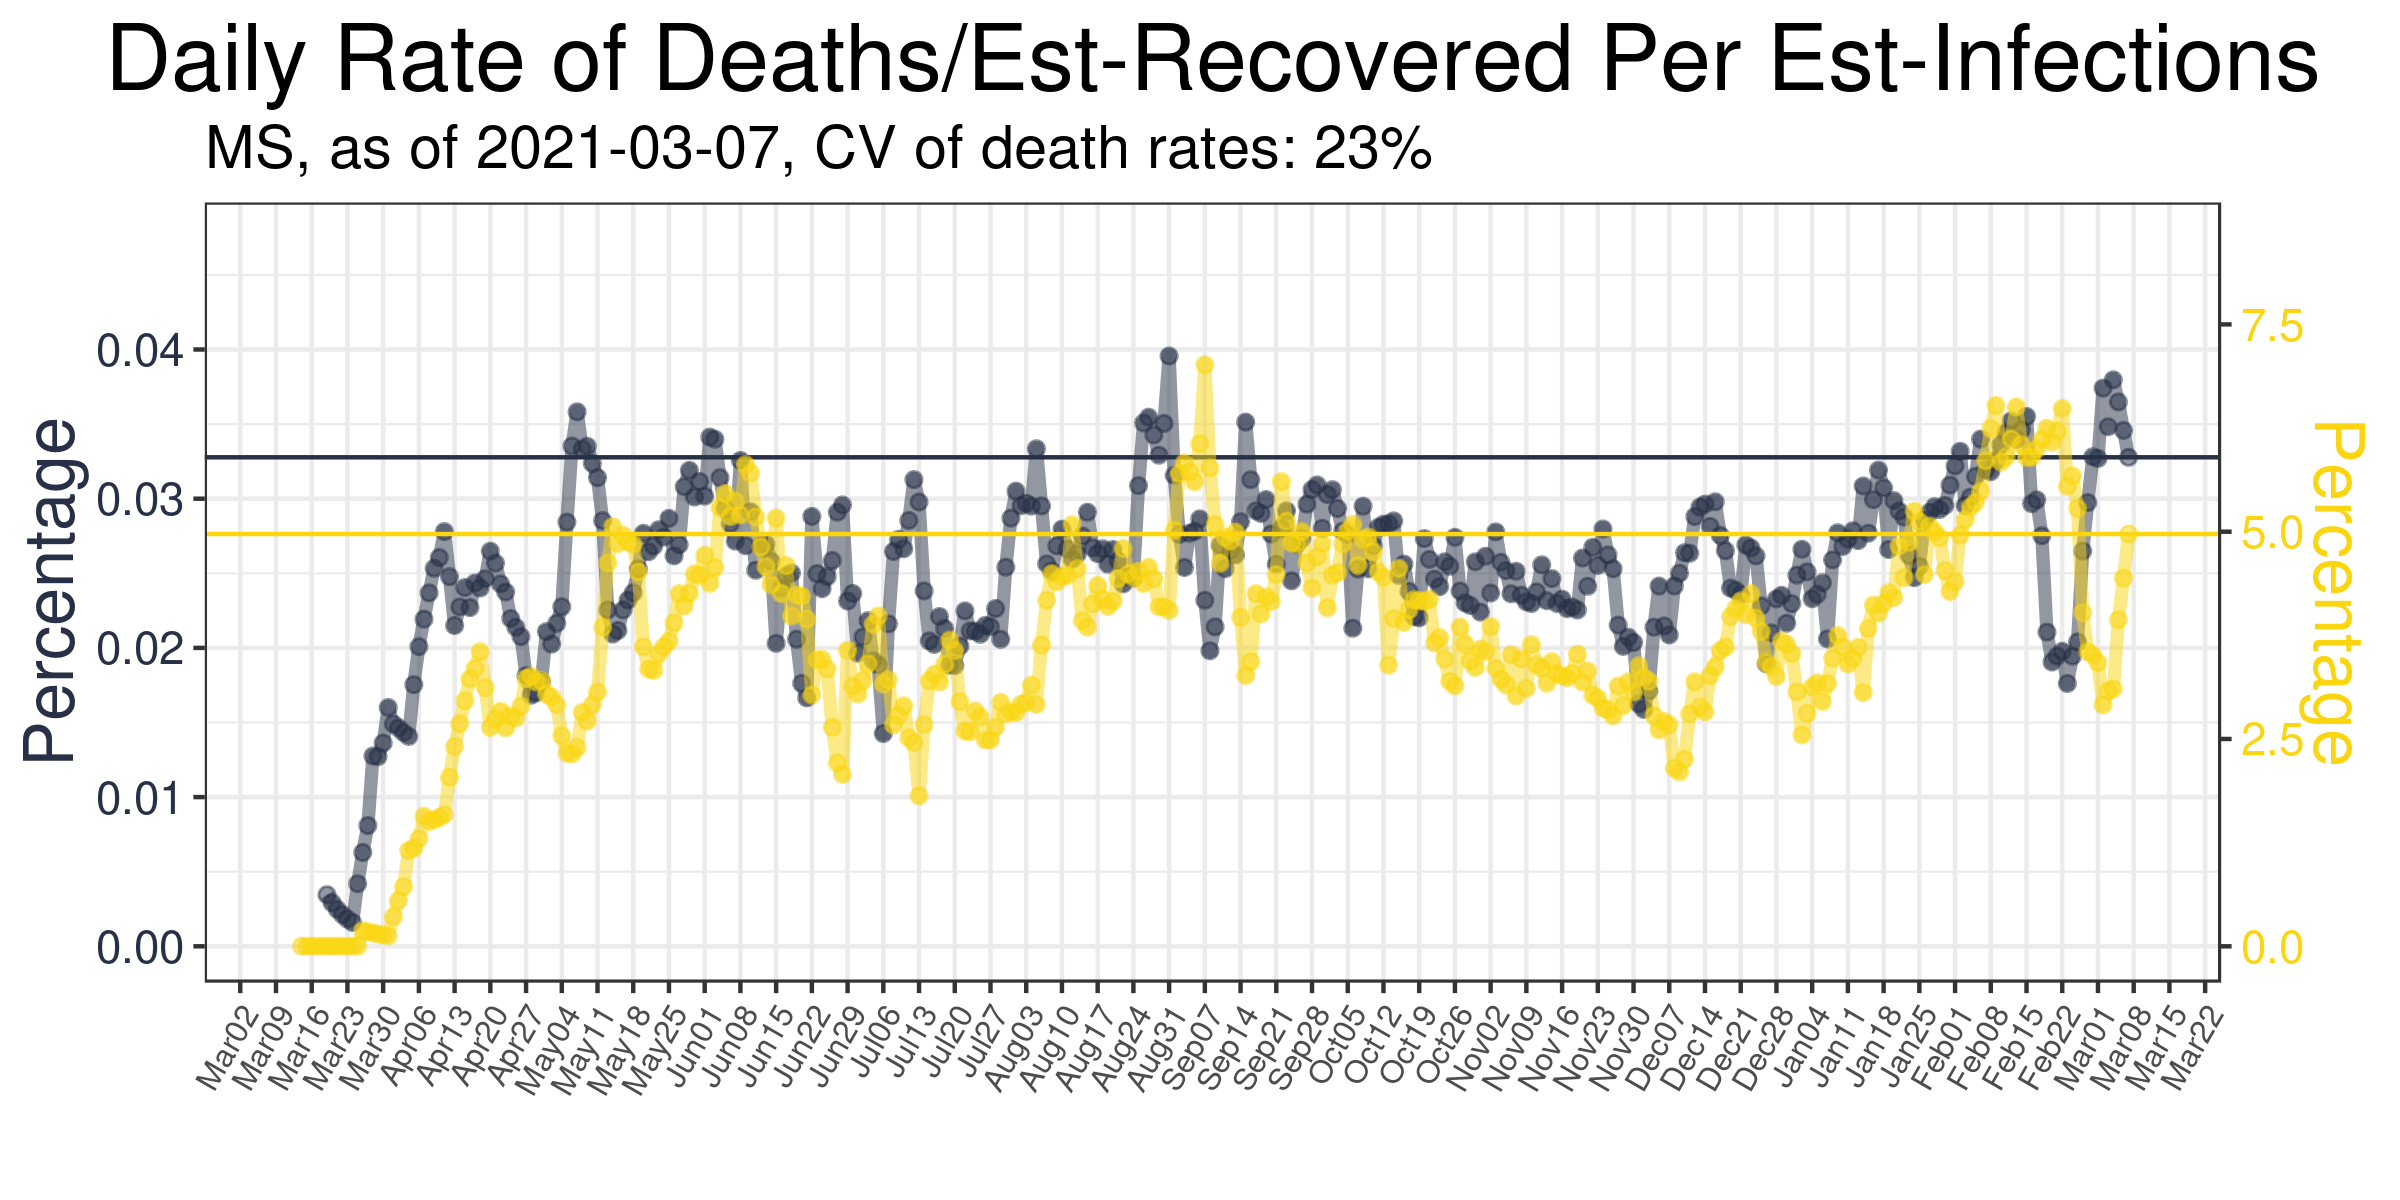 Daily Rate of Deaths/Est-Recovered Per Est-Infections
MS, as of 2021-03-07, CV of death rates: 23%
Percentage
0.04
0.03
0.02
0.01
0.00
7.5
5.0
2.5
0.0
Percentage
Mar02 Mar09 Mar16 Mar23 Mar30 Apr06 Apr13 Apr20 Apr27 May04 May11 May18 May25 Jun01 Jun08 Jun15 Jun22 Jun29 Jul06 Jul13 Jul20 Jul27 Aug03 Aug10 Aug17 Aug24 Aug31 Sep07 Sep14 Sep21 Sep28 Oct05 Oct12 Oct19 Oct26 Nov02 Nov09 Nov16 Nov23 Nov30 Dec07 Dec14 Dec21 Dec28 Jan04 Jan11 Jan18 Jan25 Feb01 Feb08 Feb15 Feb22 Mar01 Mar08 Mar15 Mar22